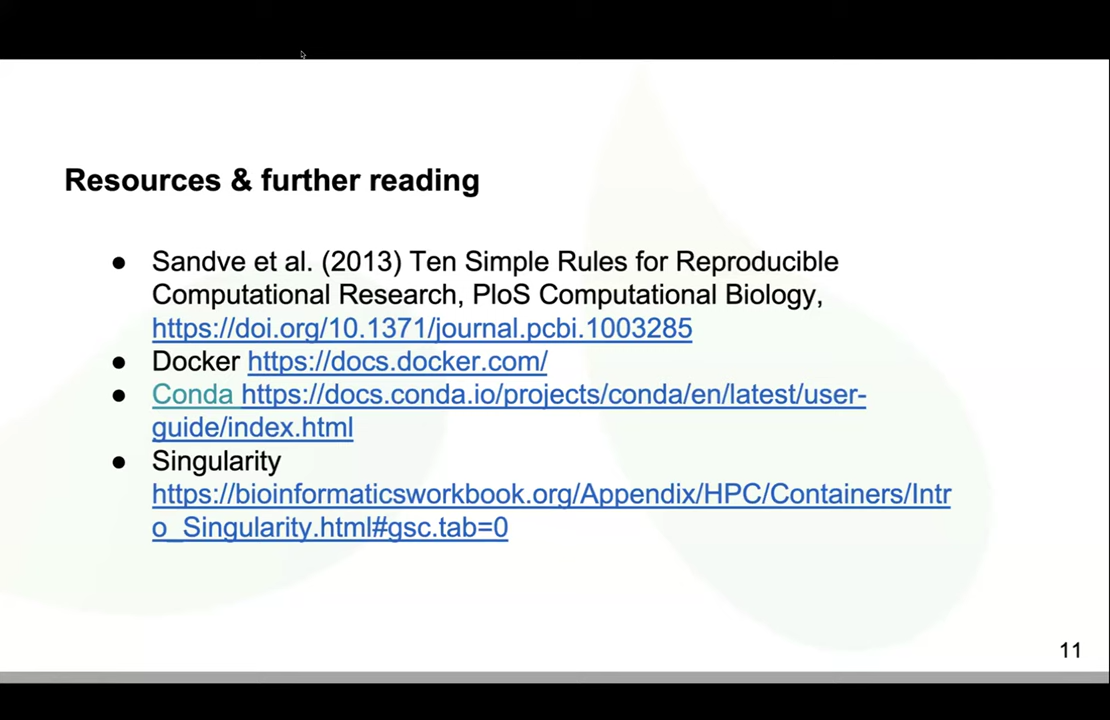 Resources & further reading
● Sandve et al. (2013) Ten Simple Rules for Reproducible
Computational Research, PloS Computational Biology,
https://doi.org/10.1371/journal.pcbi.1003285
● Docker https://docs.docker.com/
● Conda https://docs.conda.io/projects/conda/en/latest/user-
guide/index.html
● Singularity
https://bioinformaticsworkbook.org/Appendix/HPC/Containers/Intr
o_Singularity.html#gsc.tab=0
11